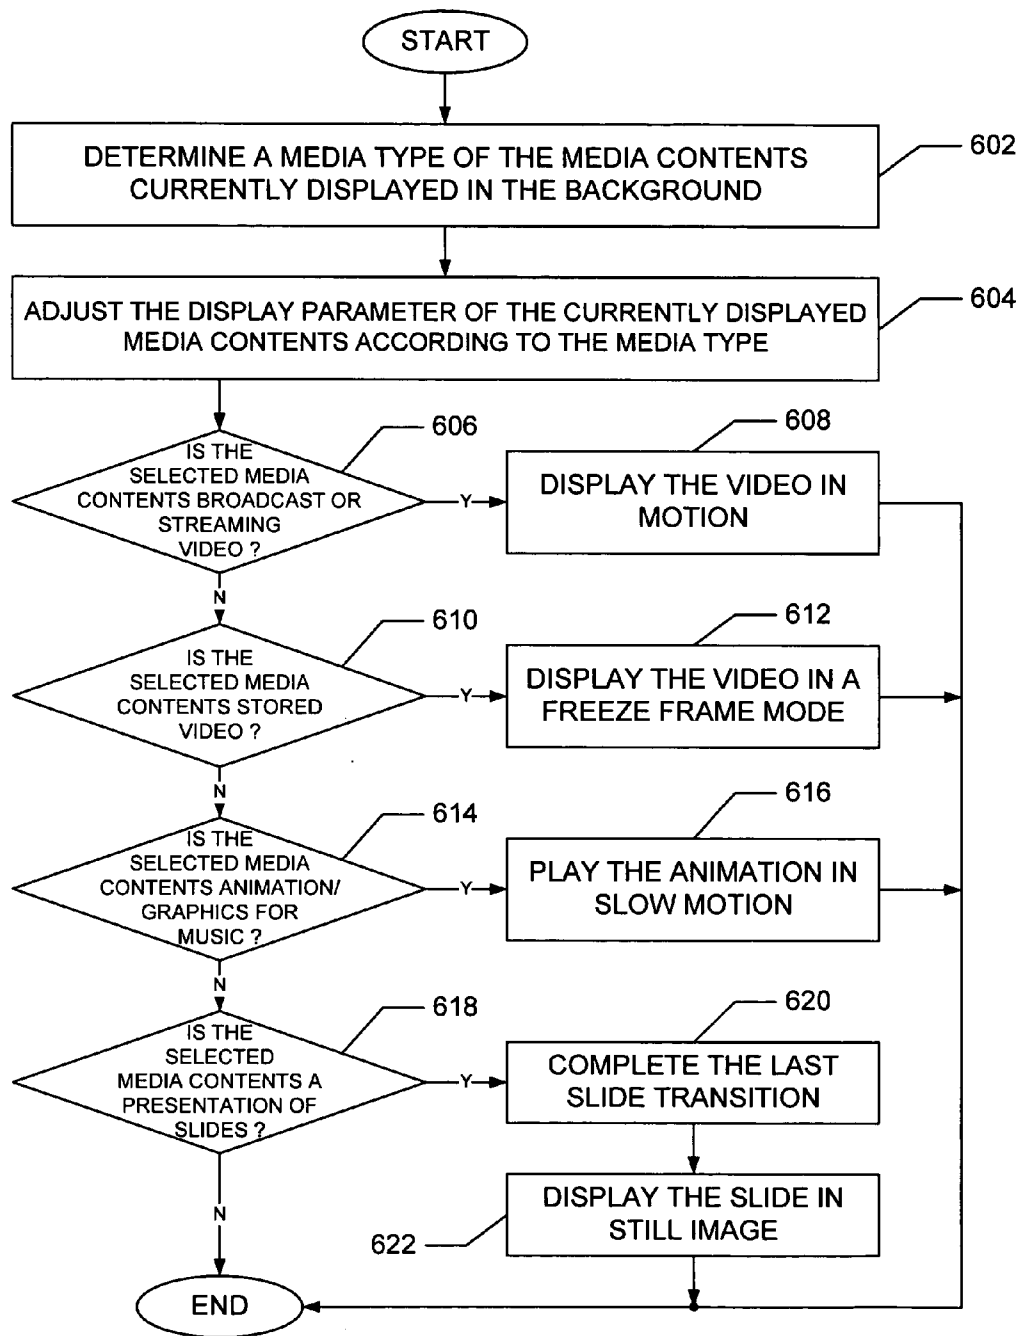 START
DETERMINE A MEDIA TYPE OF THE MEDIA CONTENTS
CURRENTLY DISPLAYED IN THE BACKGROUND
602
ADJUST THE DISPLAY PARAMETER OF THE CURRENTLY DISPLAYED
MEDIA CONTENTS ACCORDING TO THE MEDIA TYPE
604
IS THE
SELECTED MEDIA
CONTENTS BROADCAST OR
STREAMING
VIDEO ?
606
Y
N
608
DISPLAY THE VIDEO IN
MOTION
IS THE
SELECTED MEDIA
CONTENTS STORED
VIDEO ?
610
Y
N
612
DISPLAY THE VIDEO IN A
FREEZE FRAME MODE
IS THE
SELECTED MEDIA
CONTENTS ANIMATION/
GRAPHICS FOR
MUSIC ?
614
Y
N
616
PLAY THE ANIMATION IN
SLOW MOTION
IS THE
SELECTED
MEDIA CONTENTS A
PRESENTATION OF
SLIDES ?
618
Y
N
620
COMPLETE THE LAST
SLIDE TRANSITION
DISPLAY THE SLIDE IN
STILL IMAGE
622
END